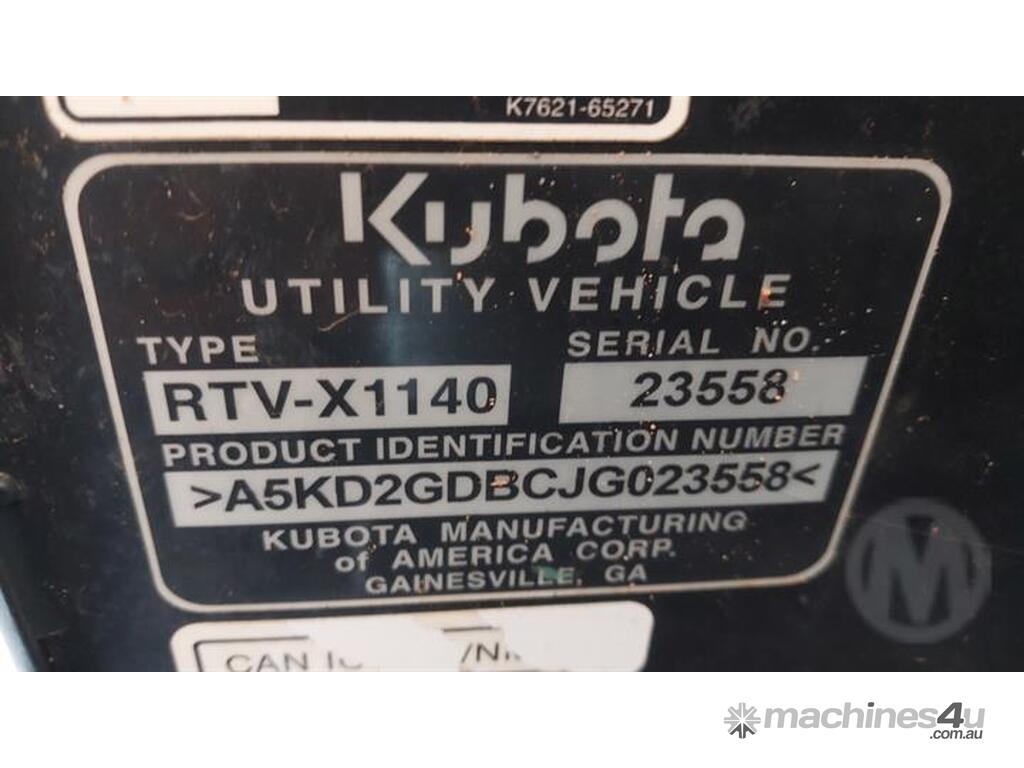 K7621-65271
Kubota
UTILITY VEHICLE
TYPE SERIAL NO.
RTV-X1140 23558
PRODUCT IDENTIFICATION NUMBER
>A5KD2GDBCJG023558<
KUBOTA MANUFACTURING
of AMERICA CORP.
GAINESVILLE, GA
M
CAN
machines4u
.com.au